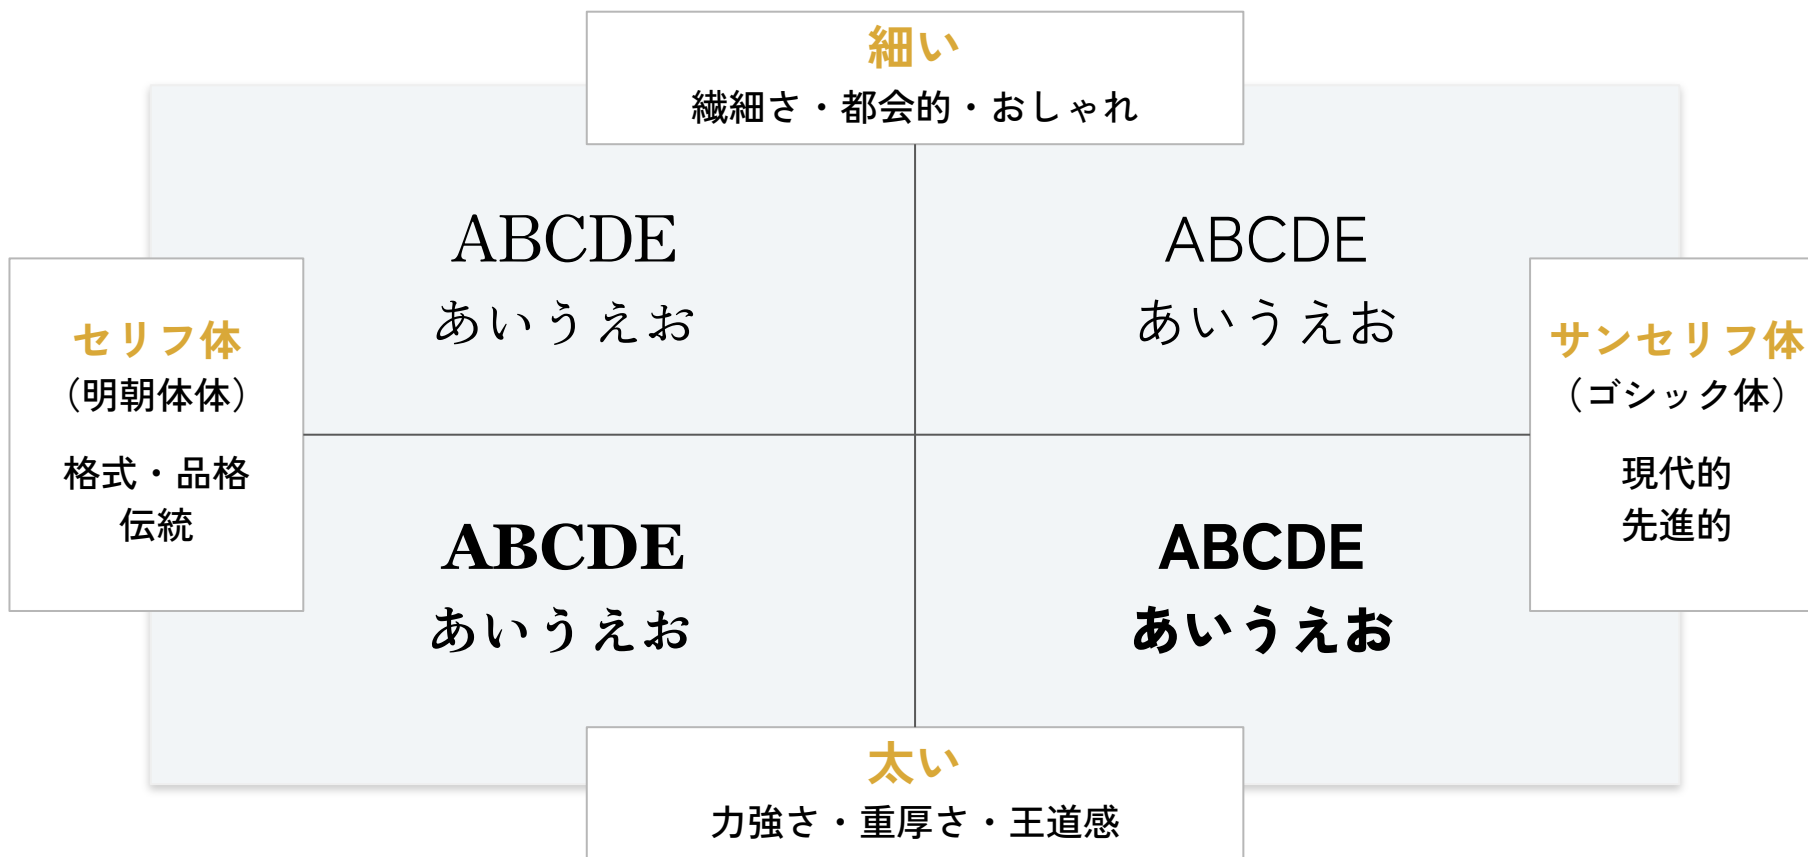 細い
繊細さ・都会的・おしゃれ
ABCDE
あいうえお
ABCDE
あいうえお
セリフ体
（明朝体体）
格式・品格
伝統
サンセリフ体
（ゴシック体）
現代的
先進的
ABCDE
あいうえお
ABCDE
あいうえお
太い
力強さ・重厚さ・王道感